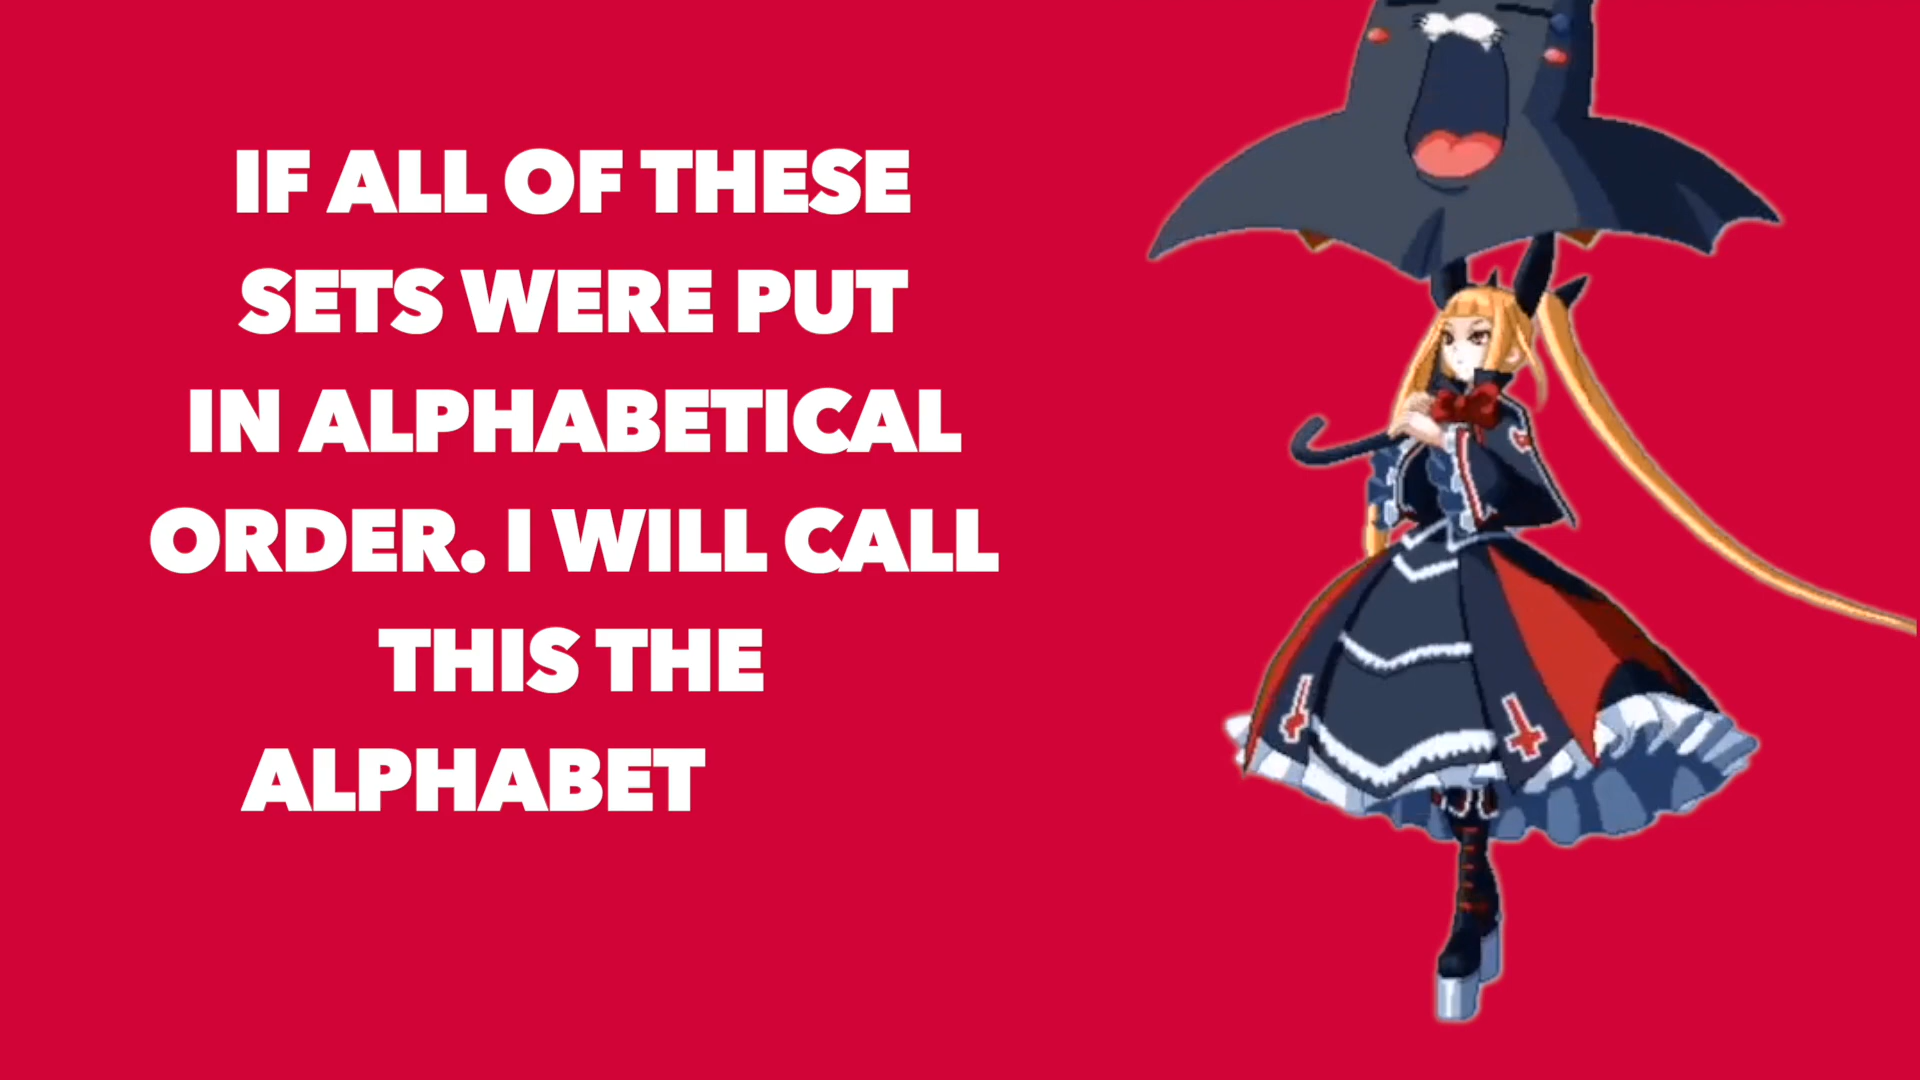 IF ALL OF THESE
SETS WERE PUT
IN ALPHABETICAL
ORDER. I WILL CALL
THIS THE
ALPHABET